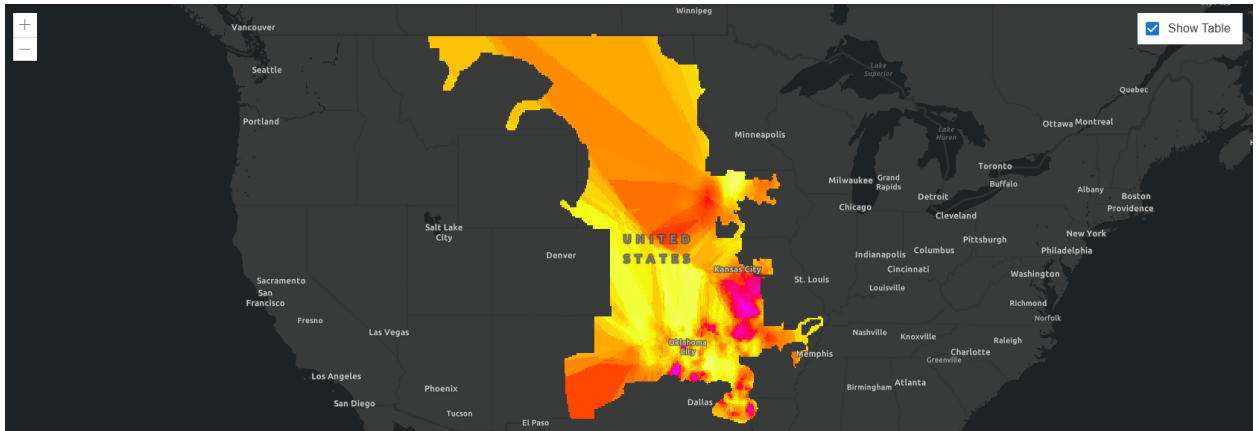 Winnipeg
Vancouver
Show Table
Seattle
Lake
Superior
Quebec
Portland
Ottawa Montreal
Minneapolis
Lake
Huron
Toronto
Milwaukee Grand
Rapids
Buffalo
Albany
Boston
Detroit
Providence
Chicago
Cleveland
Salt Lake
City
UNITED
STATES
New York
Pittsburgh
Denver
Indianapolis Columbus
Philadelphia
Kansas City
Cincinnati
Washington
Sacramento
St. Louis
San
Francisco
Louisville
Richmond
Fresno
Norfolk
Las Vegas
Nashville
Knoxville
Raleigh
Oklahoma
City
Memphis
Charlotte
Greenville
Los Angeles
Phoenix
Birmingham Atlanta
San Diego
Dallas
Tucson
El Paso